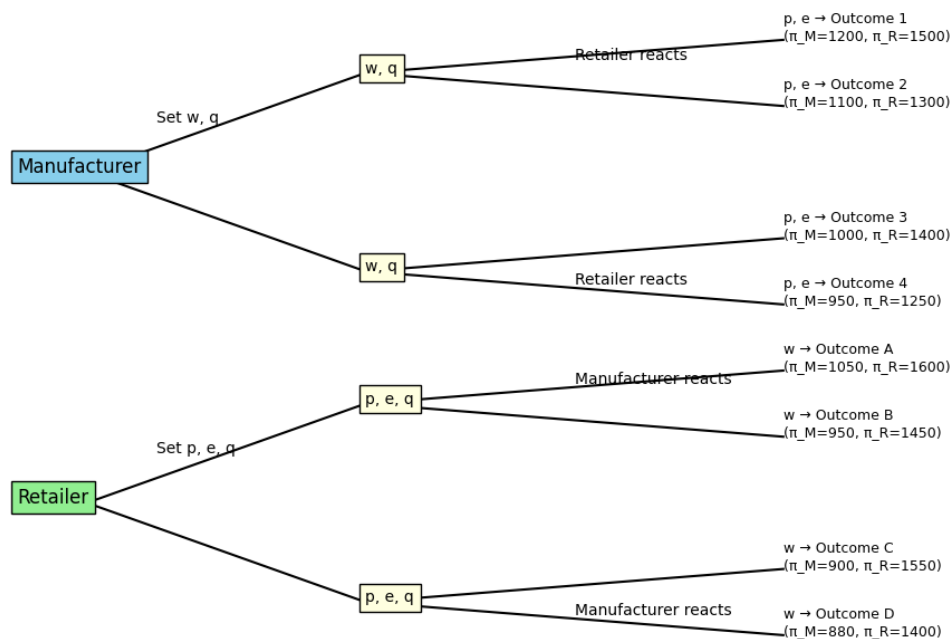 p, e → Outcome 1
(π_M=1200, π_R=1500)
Retailer reacts
w, q
p, e → Outcome 2
(π_M=1100, π_R=1300)
Set w, q
Manufacturer
p, e → Outcome 3
(π_M=1000, π_R=1400)
w, q
Retailer reacts
p, e → Outcome 4
(π_M=950, π_R=1250)
w → Outcome A
(π_M=1050, π_R=1600)
Manufacturer reacts
p, e, q
w → Outcome B
(π_M=950, π_R=1450)
Set p, e, q
Retailer
w → Outcome C
(π_M=900, π_R=1550)
p, e, q
Manufacturer reacts
w → Outcome D
(π_M=880, π_R=1400)